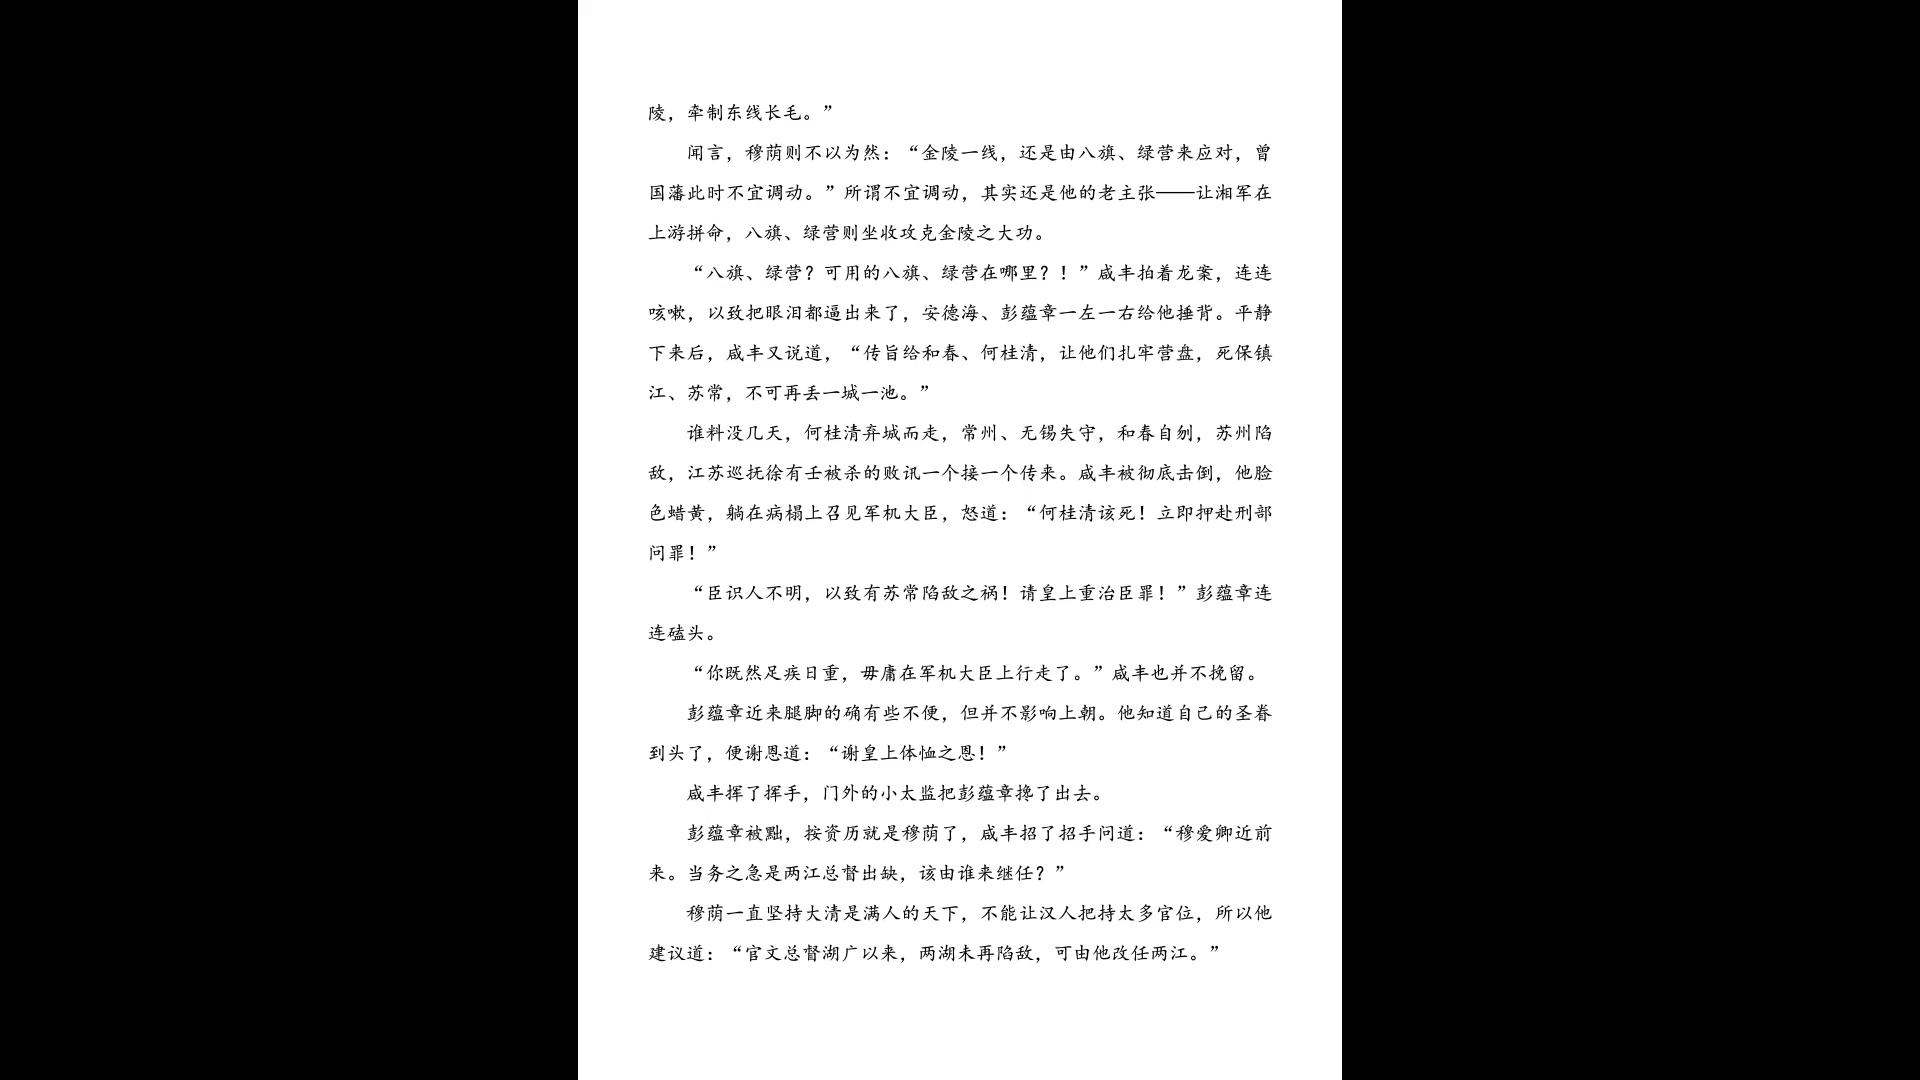 陵，牵制东线长毛。”
闻言，穆荫则不以为然：“金陵一线，还是由八旗、绿营来应对，曾
国藩此时不宜调动。”所谓不宜调动，其实还是他的老主张——让湘军在
上游拼命，八旗、绿营则坐收攻克金陵之大功。
“八旗、绿营？可用的八旗、绿营在哪里？！”咸丰拍着龙案，连连
咳嗽，以致把眼泪都逼出来了，安德海、彭蕴章一左一右给他捶背。平静
下来后，咸丰又说道，“传旨给和春、何桂清，让他们扎牢营盘，死保镇
江、苏常，不可再丢一城一池。”
谁料没几天，何桂清弃城而走，常州、无锡失守，和春自刎，苏州陷
敌，江苏巡抚徐有壬被杀的败讯一个接一个传来。咸丰被彻底击倒，他脸
色蜡黄，躺在病榻上召见军机大臣，怒道：“何桂清该死！立即押赴刑部
问罪！”
“臣识人不明，以致有苏常陷敌之祸！请皇上重治臣罪！”彭蕴章连
连磕头。
“你既然足疾日重，毋庸在军机大臣上行走了。”咸丰也并不挽留。
彭蕴章近来腿脚的确有些不便，但并不影响上朝。他知道自己的圣眷
到头了，便谢恩道：“谢皇上体恤之恩！”
咸丰挥了挥手，门外的小太监把彭蕴章搀了出去。
彭蕴章被黜，按资历就是穆荫了，咸丰招了招手问道：“穆爱卿近前
来。当务之急是两江总督出缺，该由谁来继任？”
穆荫一直坚持大清是满人的天下，不能让汉人把持太多官位，所以他
建议道：“官文总督湖广以来，两湖未再陷敌，可由他改任两江。”